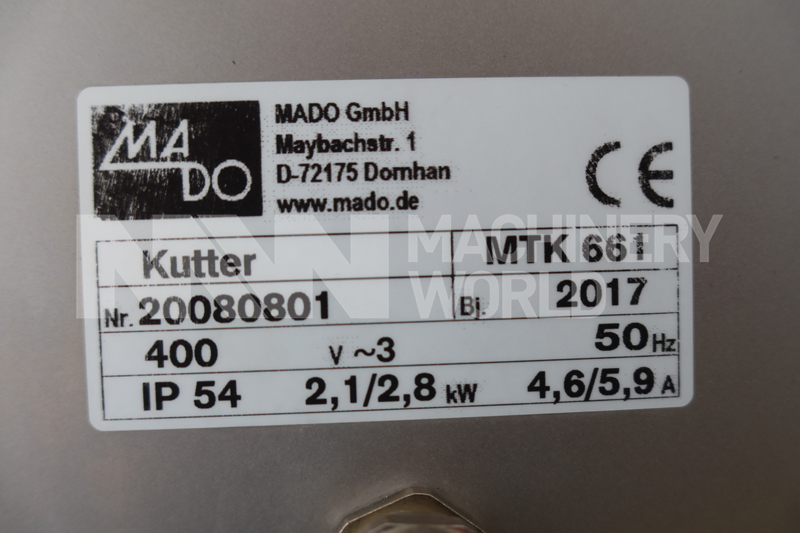 MADO
MADO GmbH
Maybachstr. 1
D-72175 Dornhan
www.mado.de
CE
Kutter MTK 661
Nr. 20080801 Bj. 2017
400 V ~3 50 Hz
IP 54 2,1/2,8 kW 4,6/5,9 A
MW MACHINERY
WORLD